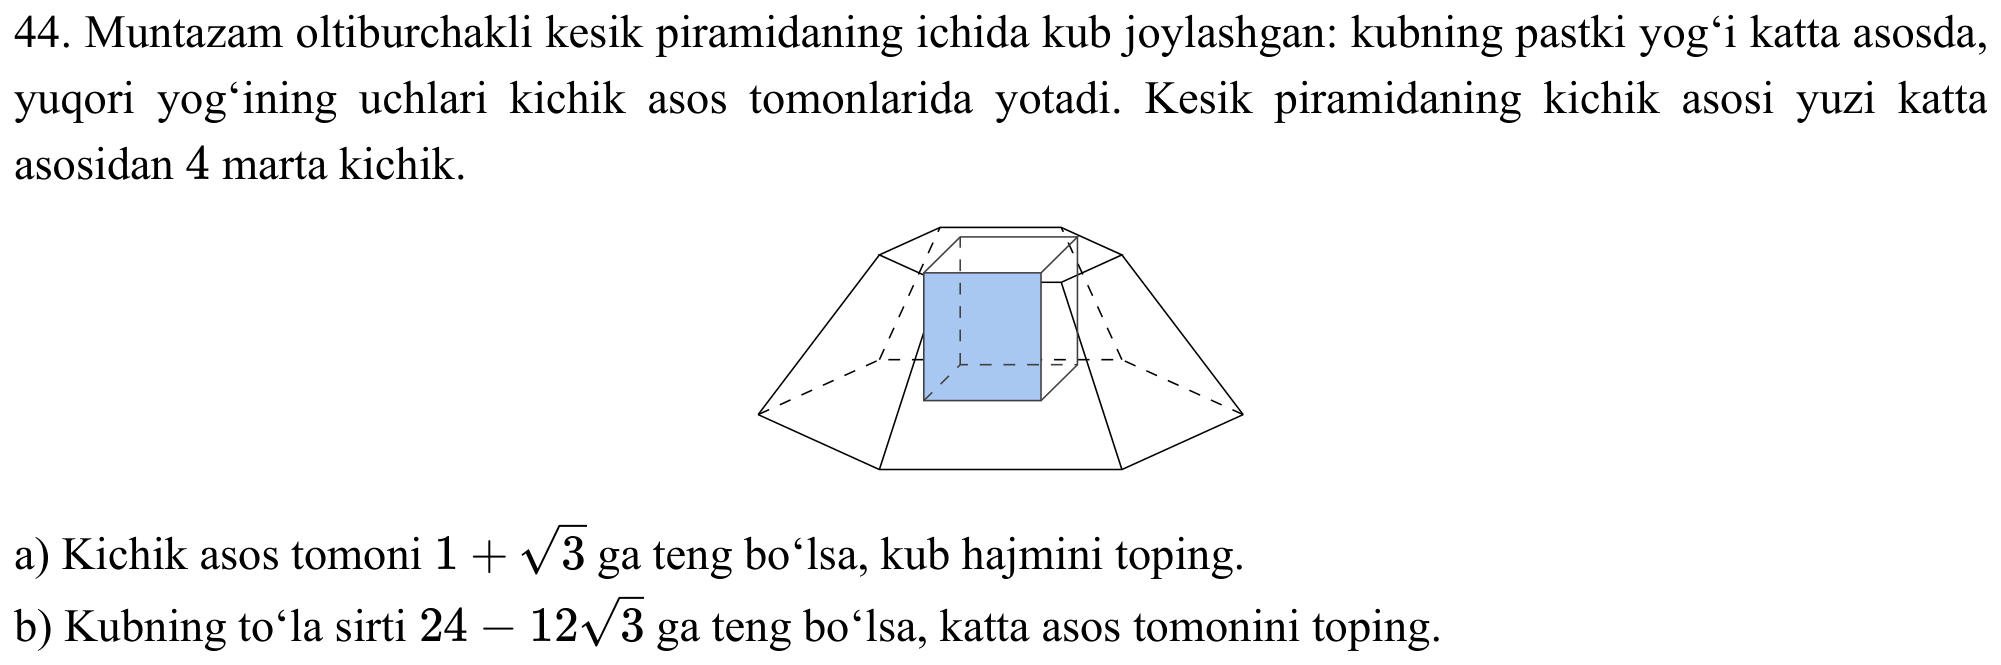 44. Muntazam oltiburchakli kesik piramidaning ichida kub joylashgan: kubning pastki yog‘i katta asosda,
yuqori yog‘ining uchlari kichik asos tomonlarida yotadi. Kesik piramidaning kichik asosi yuzi katta
asosidan 4 marta kichik.
a) Kichik asos tomoni 1 + √3 ga teng bo‘lsa, kub hajmini toping.
b) Kubning to‘la sirti 24 − 12√3 ga teng bo‘lsa, katta asos tomonini toping.